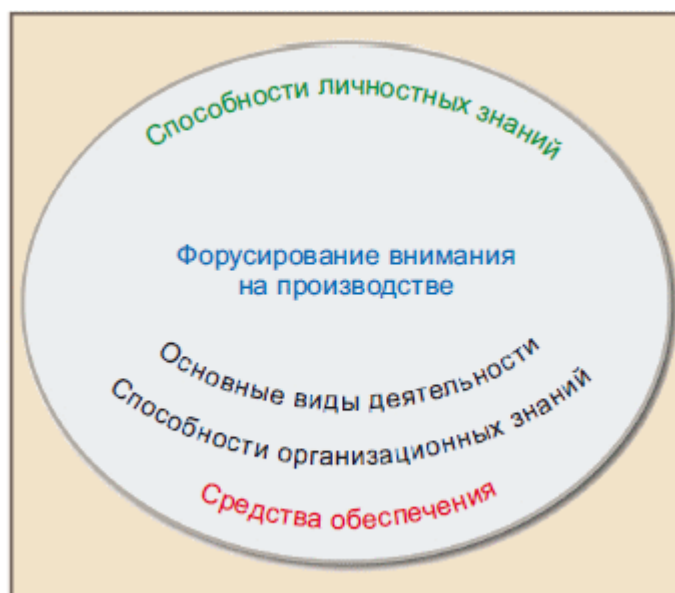 Способности личностных знаний
Форусирование внимания
на производстве
Основные виды деятельности
Способности организационных знаний
Средства обеспечения